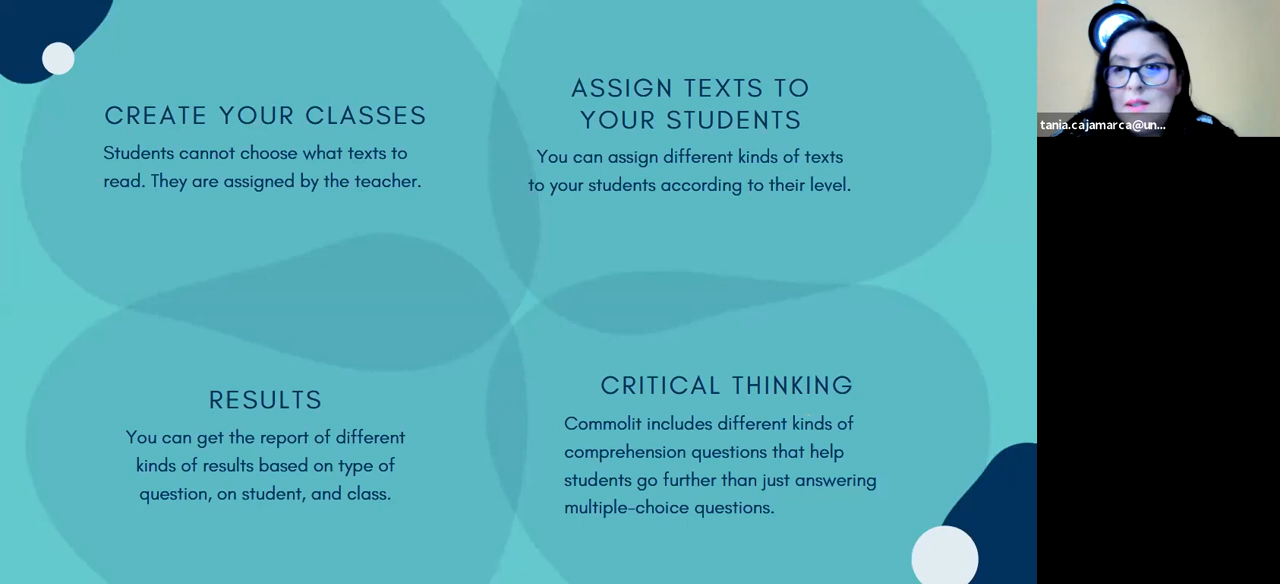 CREATE YOUR CLASSES
Students cannot choose what texts to
read. They are assigned by the teacher.
ASSIGN TEXTS TO
YOUR STUDENTS
You can assign different kinds of texts
to your students according to their level.
RESULTS
You can get the report of different
kinds of results based on type of
question, on student, and class.
CRITICAL THINKING
Commolit includes different kinds of
comprehension questions that help
students go further than just answering
multiple-choice questions.
tania.cajamarca@un...